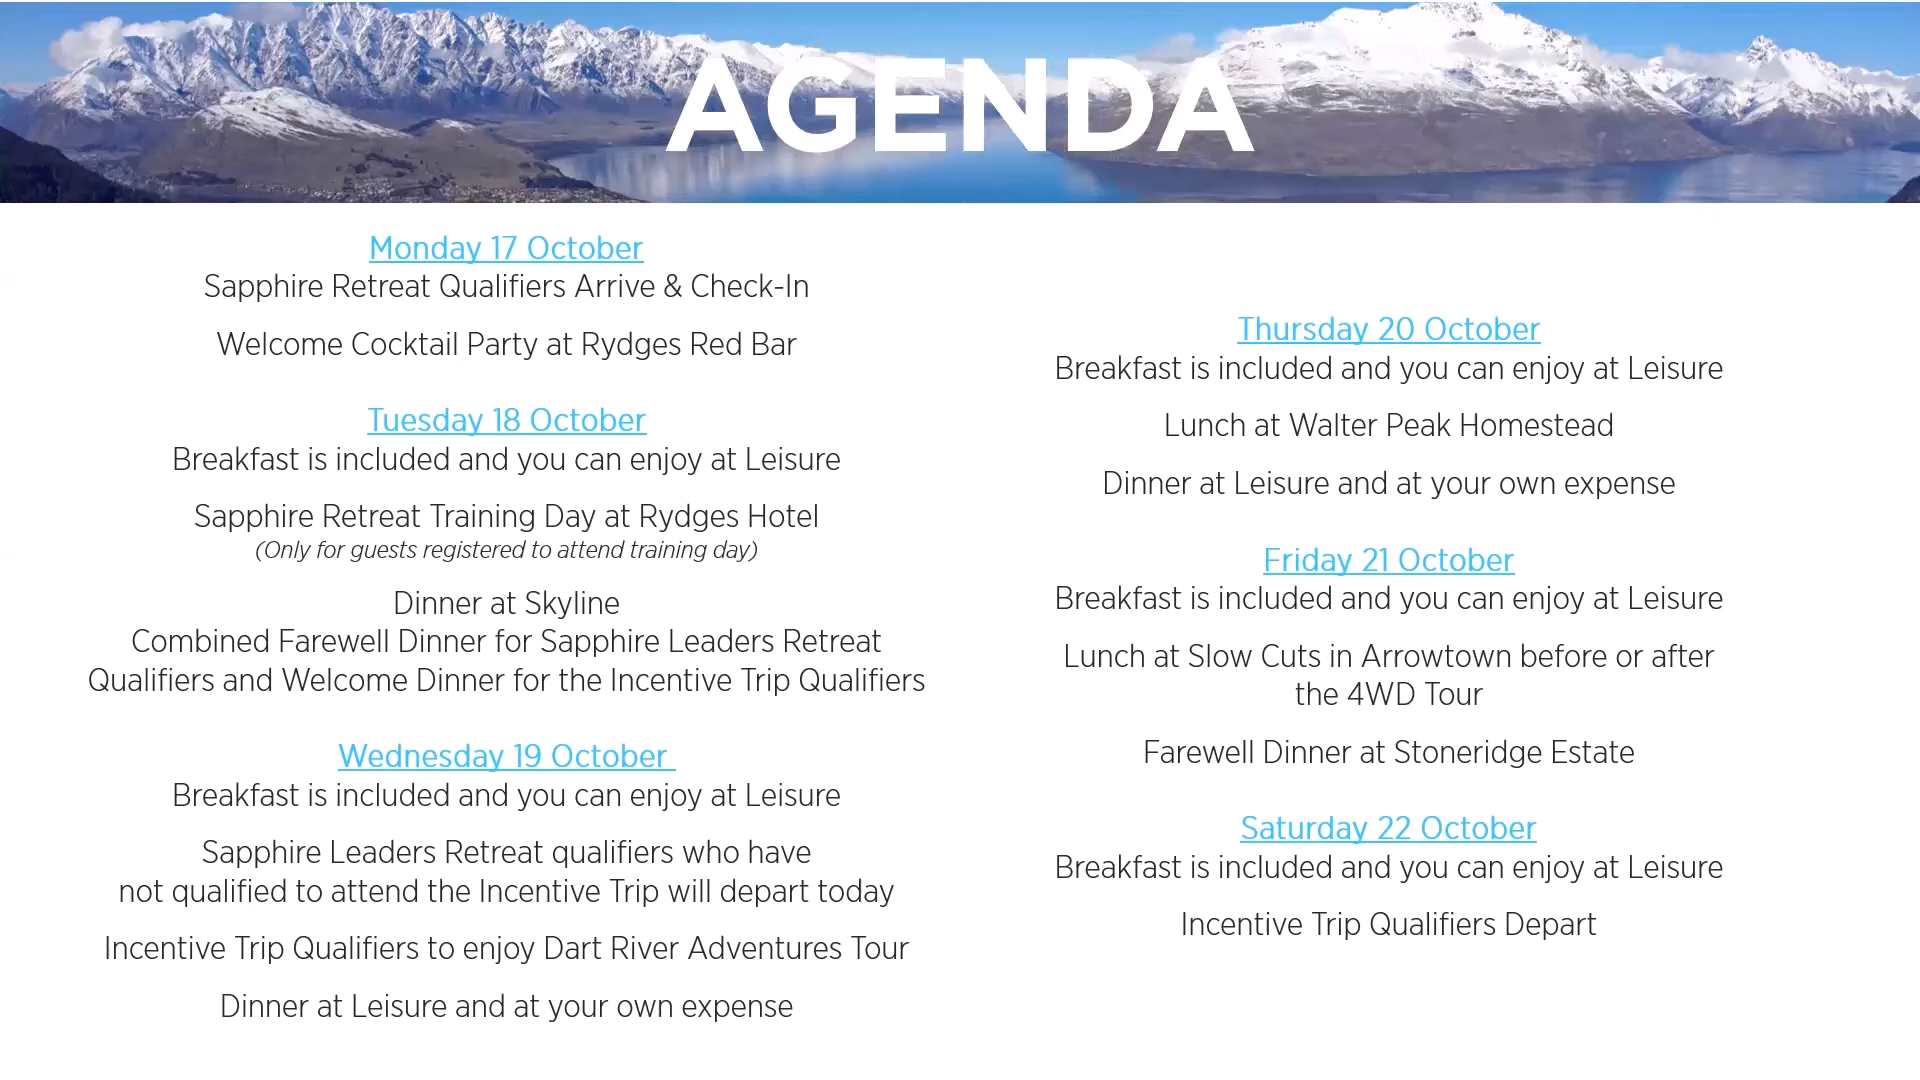 AGENDA
Monday 17 October
Sapphire Retreat Qualifiers Arrive & Check-In
Welcome Cocktail Party at Rydges Red Bar
Tuesday 18 October
Breakfast is included and you can enjoy at Leisure
Sapphire Retreat Training Day at Rydges Hotel
(Only for guests registered to attend training day)
Dinner at Skyline
Combined Farewell Dinner for Sapphire Leaders Retreat
Qualifiers and Welcome Dinner for the Incentive Trip Qualifiers
Wednesday 19 October
Breakfast is included and you can enjoy at Leisure
Sapphire Leaders Retreat qualifiers who have
not qualified to attend the Incentive Trip will depart today
Incentive Trip Qualifiers to enjoy Dart River Adventures Tour
Dinner at Leisure and at your own expense
Thursday 20 October
Breakfast is included and you can enjoy at Leisure
Lunch at Walter Peak Homestead
Dinner at Leisure and at your own expense
Friday 21 October
Breakfast is included and you can enjoy at Leisure
Lunch at Slow Cuts in Arrowtown before or after
the 4WD Tour
Farewell Dinner at Stoneridge Estate
Saturday 22 October
Breakfast is included and you can enjoy at Leisure
Incentive Trip Qualifiers Depart